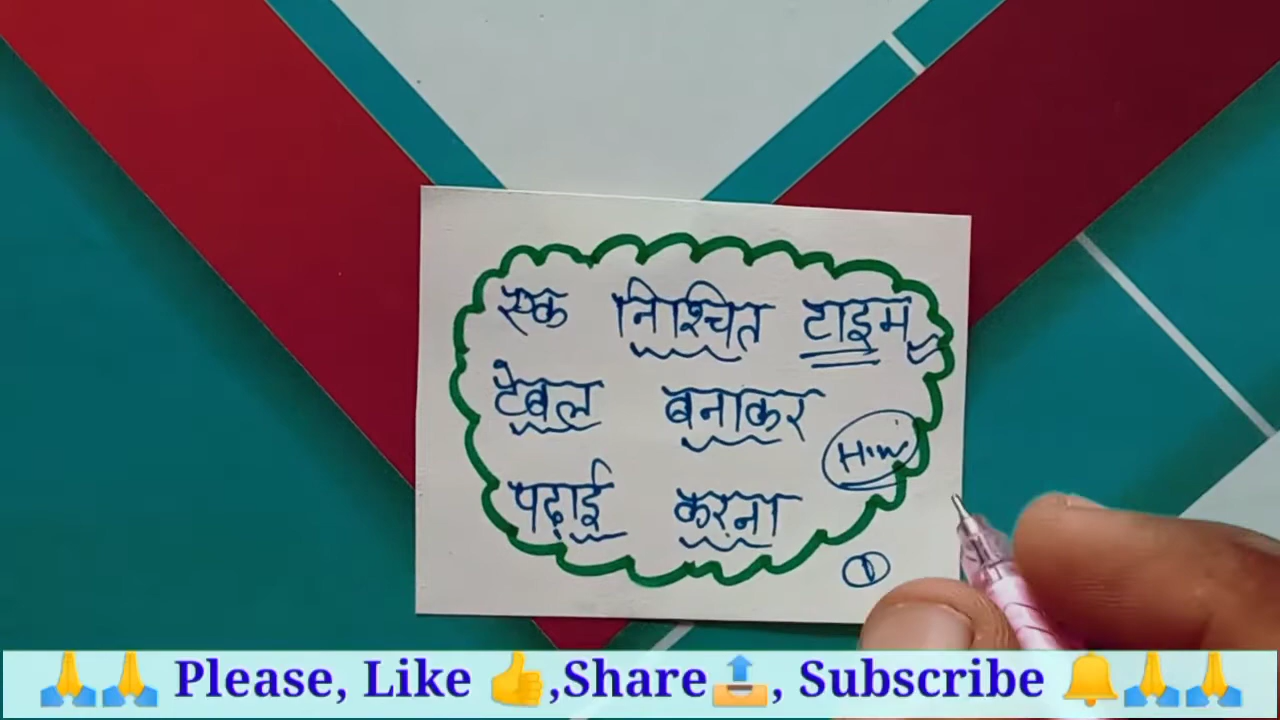 एक निश्चित टाइम
टेबल बनाकर
पढ़ाई करना
①
🙏🙏 Please, Like 👍,Share📤, Subscribe 🔔🙏🙏